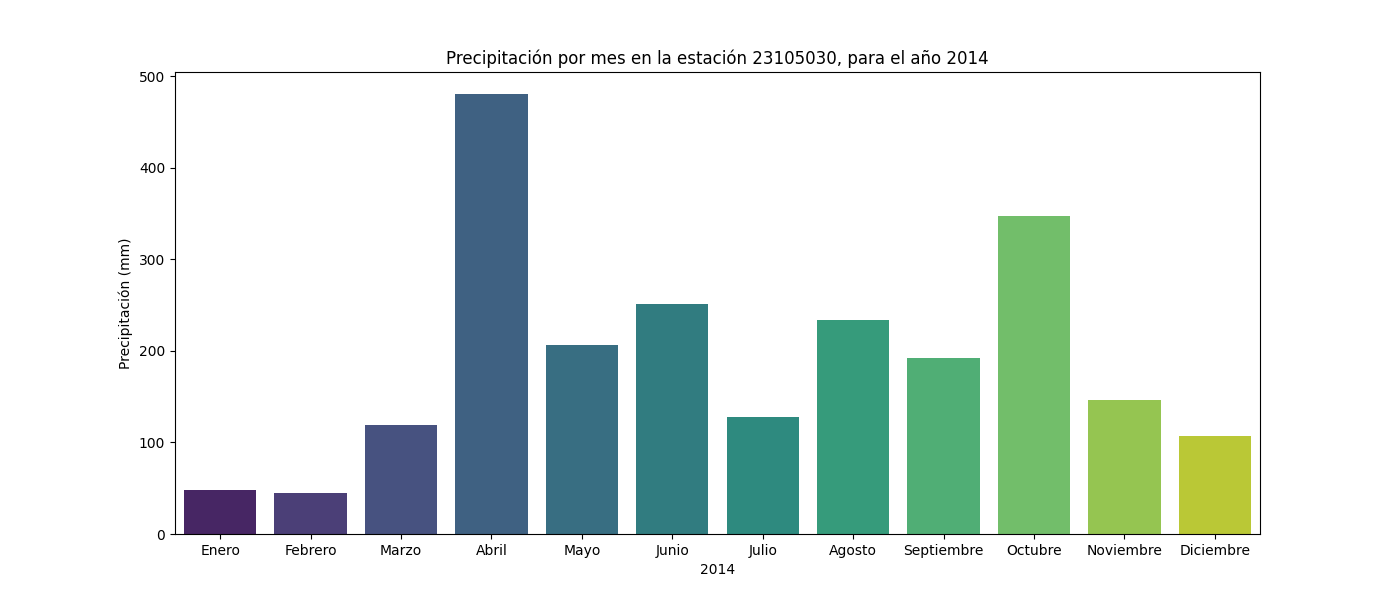 Precipitación por mes en la estación 23105030, para el año 2014
Precipitación (mm)
500
400
300
200
100
0
Enero Febrero Marzo Abril Mayo Junio Julio Agosto Septiembre Octubre Noviembre Diciembre
2014